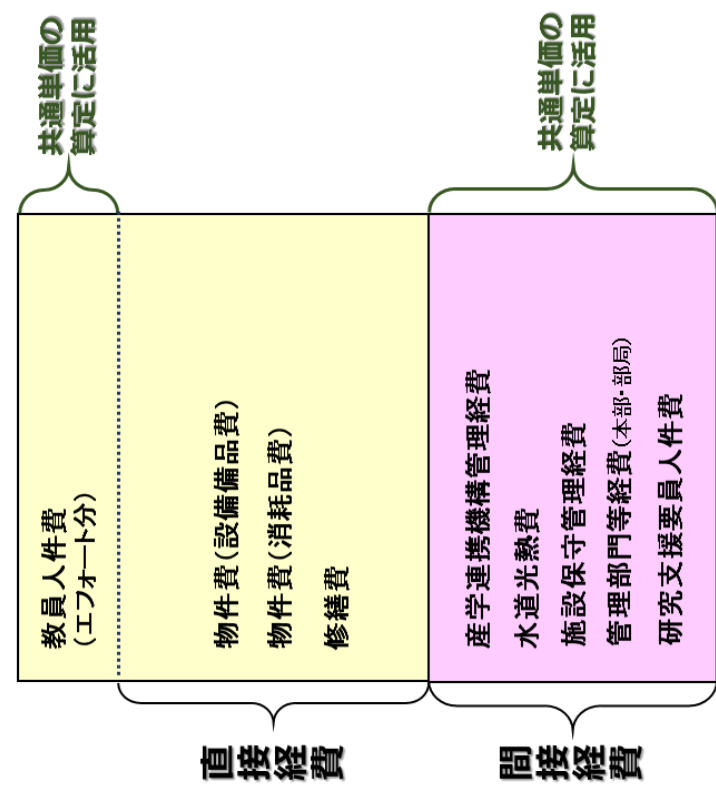 共通単価の
算定に活用
共通単価の
算定に活用
教員人件費
(エフォート分)
物件費(設備備品費)
物件費(消耗品費)
修繕費
産学連携機構管理経費
水道光熱費
施設保守管理経費
管理部門等経費(本部・部局)
研究支援要員人件費
直接経費
間接経費